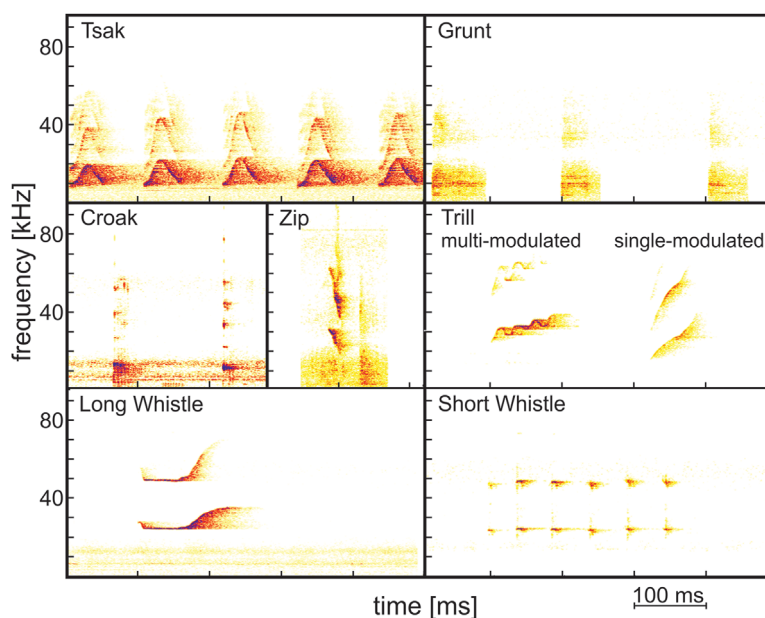 Tsak
Grunt
80
40
Croak
Zip
Trill
multi-modulated
single-modulated
80
40
Long Whistle
Short Whistle
80
40
frequency [kHz]
time [ms]
100 ms